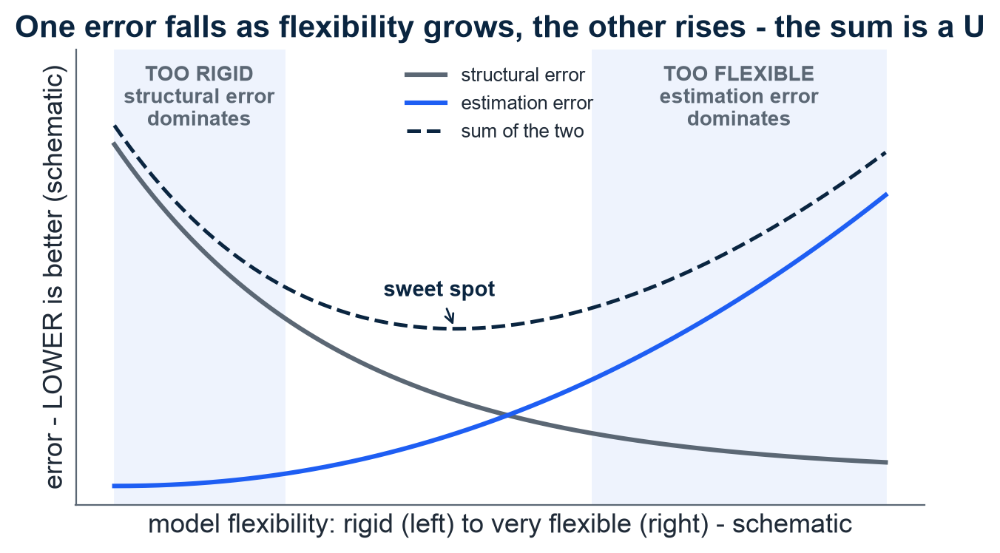 One error falls as flexibility grows, the other rises - the sum is a U
TOO RIGID
structural error
dominates
structural error
estimation error
sum of the two
TOO FLEXIBLE
estimation error
dominates
sweet spot
error - LOWER is better (schematic)
model flexibility: rigid (left) to very flexible (right) - schematic